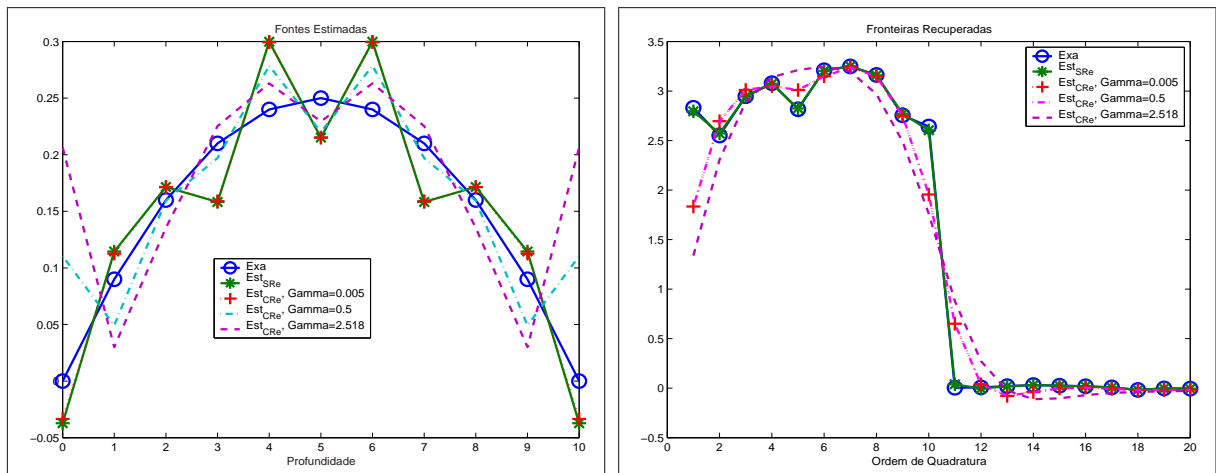 Fontes Estimadas
0.3
0.25
0.2
0.15
0.1
0.05
0
−0.05
Exa
Est_SRe
Est_CRe, Gamma=0.005
Est_CRe, Gamma=0.5
Est_CRe, Gamma=2.518
0 1 2 3 4 5 6 7 8 9 10
Profundidade
Fronteiras Recuperadas
3.5
3
2.5
2
1.5
1
0.5
0
−0.5
Exa
Est_SRe
Est_CRe, Gamma=0.005
Est_CRe, Gamma=0.5
Est_CRe, Gamma=2.518
2 4 6 8 10 12 14 16 18 20
Ordem de Quadratura